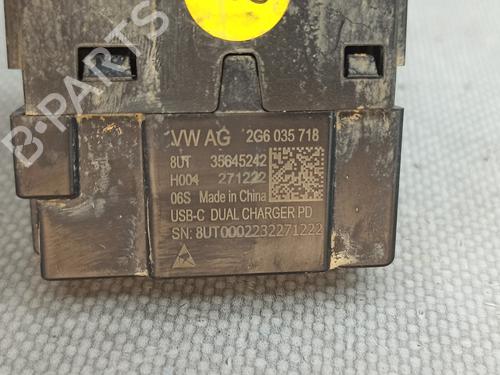 B-PARTS
VW AG 2G6 035 718
8UT 35645242
H004 271222
06S Made in China
USB-C DUAL CHARGER PD
SN: 8UT0002232271222